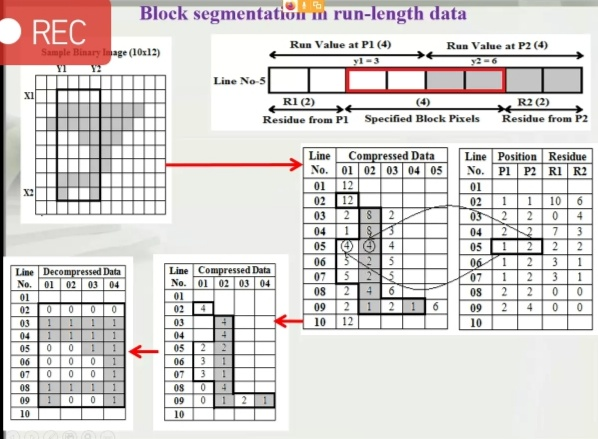 Block segmentation in run-length data
REC
Sample Binary Image (10x12)
Y1 Y2
X1
X2
Run Value at P1 (4) Run Value at P2 (4)
y1 = 3 y2 = 6
Line No-5
R1 (2) (4) R2 (2)
Residue from P1 Specified Block Pixels Residue from P2
Line Compressed Data
No. 01 02 03 04 05
01 12
02 12
03 2 8 2
04 1 8 3
05 4 4 4
06 5 2 5
07 5 2 5
08 2 4 6
09 2 1 2 1 6
10 12
Line Position Residue
No. P1 P2 R1 R2
01
02 1 1 10 6
03 2 2 0 4
04 2 2 7 3
05 1 2 2 2
06 1 2 3 1
07 1 2 3 1
08 2 2 0 0
09 2 4 0 0
10
Line Decompressed Data
No. 01 02 03 04
01
02 0 0 0 0
03 1 1 1 1
04 1 1 1 1
05 0 0 1 1
06 0 0 0 1
07 0 0 0 1
08 1 1 1 1
09 1 0 0 1
10
Line Compressed Data
No. 01 02 03 04
01
02 4
03 4
04 4
05 2 2
06 3 1
07 3 1
08 0 4
09 0 1 2 1
10